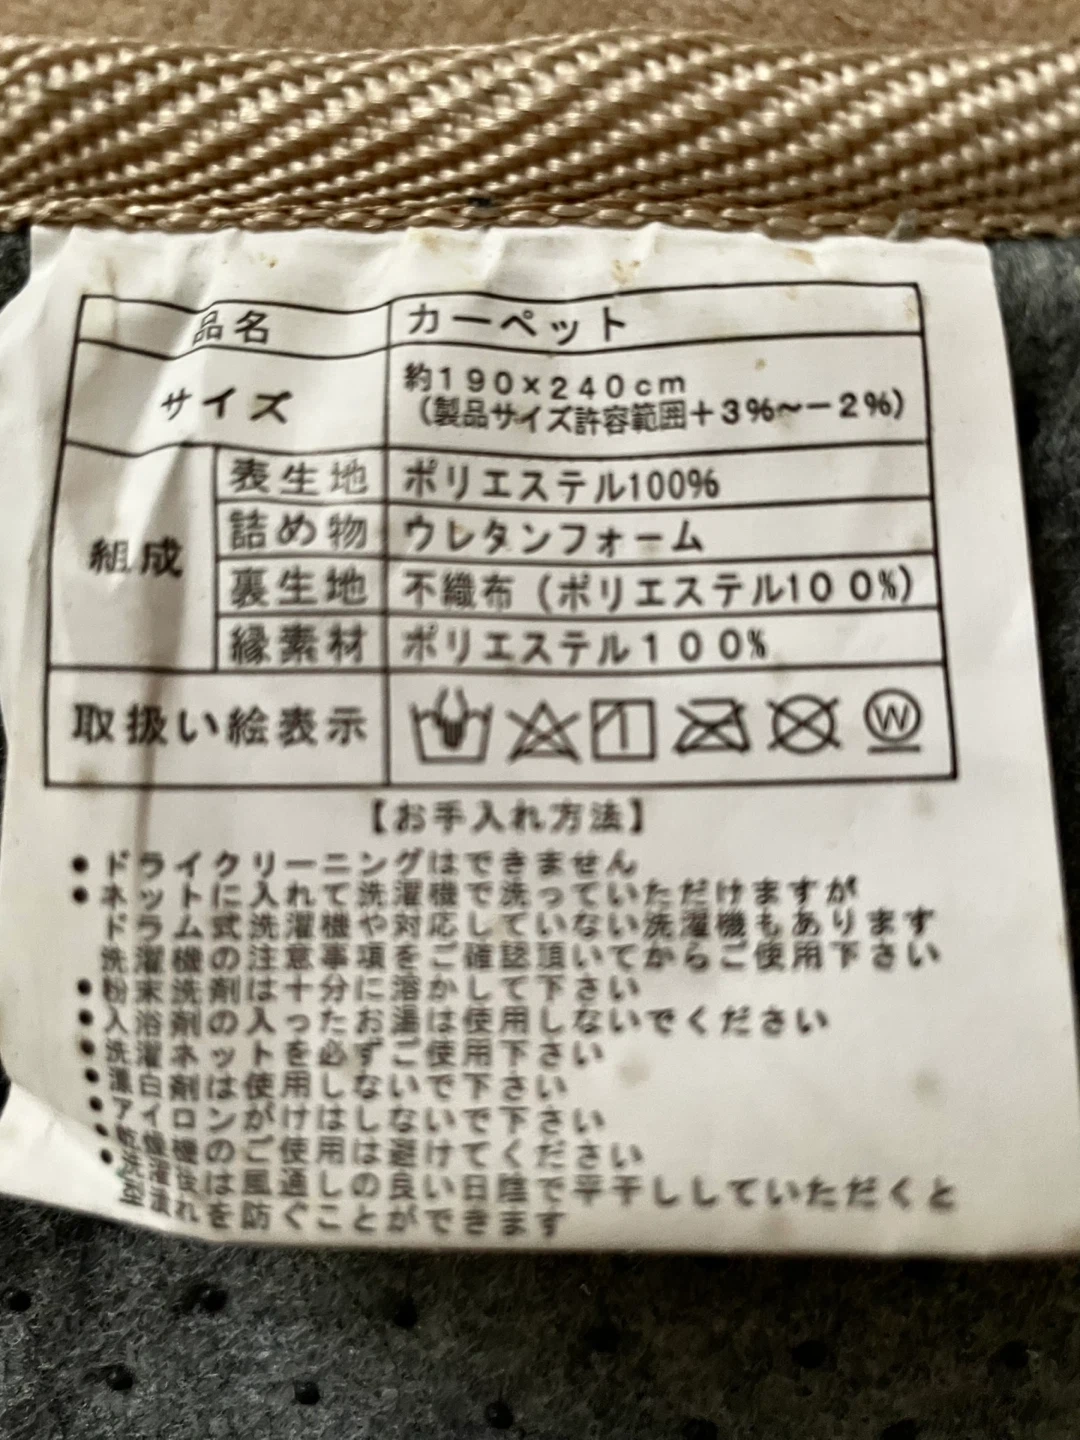 品名 カーペット
サイズ 約190×240cm
(製品サイズ許容範囲+3%～−2%)
組成
表生地 ポリエステル100%
詰め物 ウレタンフォーム
裏生地 不織布(ポリエステル100%)
縁素材 ポリエステル100%
取扱い絵表示 W
【お手入れ方法】
●ドライクリーニングはできません
●ネットに入れて洗濯機で洗っていただけますが
ドラム式洗濯機や対応していない洗濯機もあります
洗濯機の注意事項をご確認頂いてからご使用下さい
●粉末洗剤は十分に溶かして下さい
●入浴剤の入ったお湯は使用しないでください
●洗濯ネットを必ずご使用下さい
●漂白剤は使用しないで下さい
●アイロンがけはしないで下さい
●乾燥機のご使用は避けてください
●洗濯後は風通しの良い日陰で平干ししていただくと
型潰れを防ぐことができます